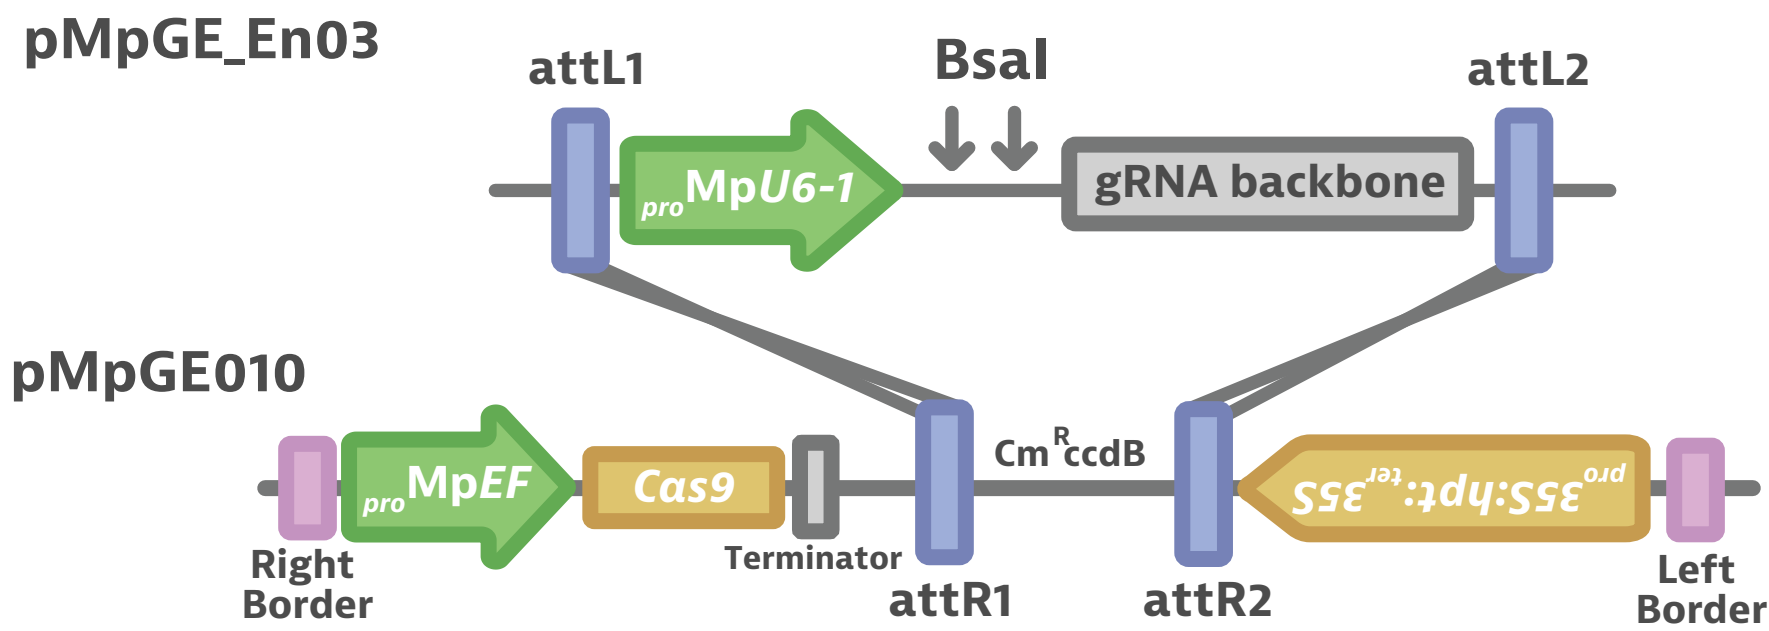 pMpGE_En03
attL1
BsaI
attL2
proMpU6-1
gRNA backbone
pMpGE010
CmRccdB
proMpEF
Cas9
pro35S:hpt:ter35S
Right
Border
Terminator
attR1
attR2
Left
Border